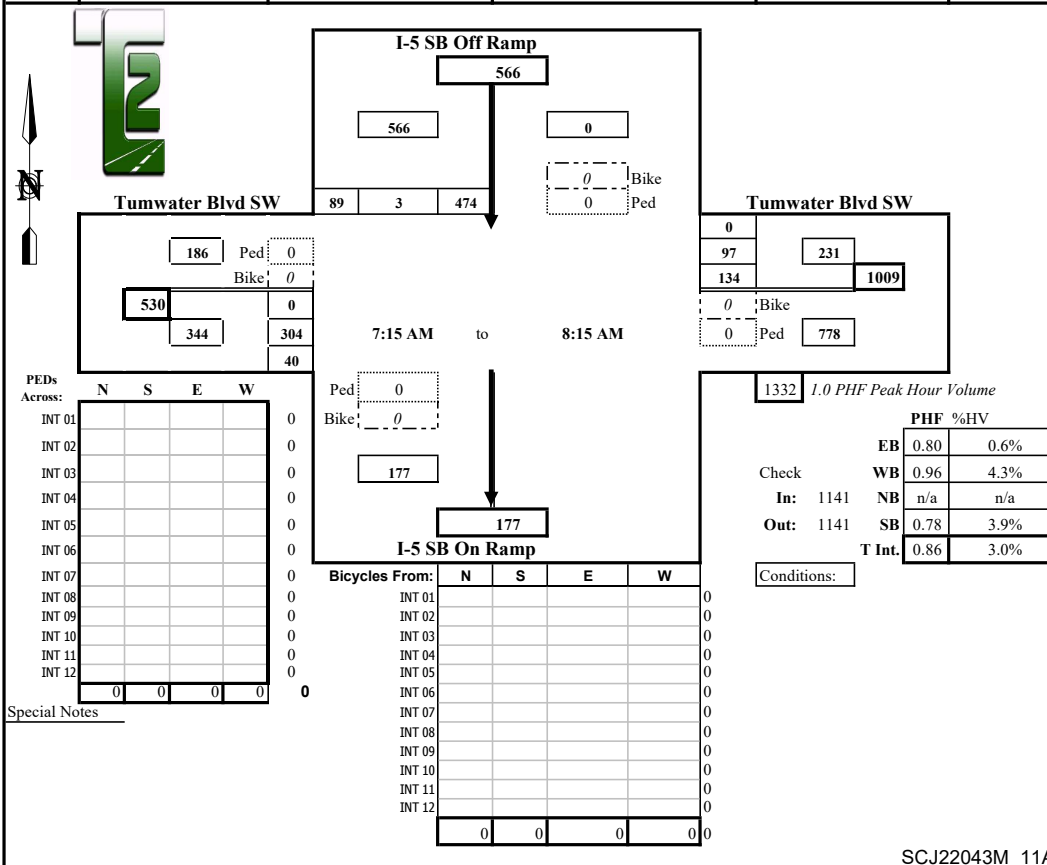 T2
I-5 SB Off Ramp
566
566 0
0 Bike
0 Ped
N
Tumwater Blvd SW 89 3 474 Tumwater Blvd SW
0
186 Ped 0 97 231
Bike 0 134 1009
530 0 0 Bike
344 304 7:15 AM to 8:15 AM 0 Ped 778
40
PEDs Across: N S E W Ped 0 1332 1.0 PHF Peak Hour Volume
INT 01 0 Bike 0 PHF %HV
INT 02 0 EB 0.80 0.6%
INT 03 0 177 Check WB 0.96 4.3%
INT 04 0 In: 1141 NB n/a n/a
INT 05 0 177 Out: 1141 SB 0.78 3.9%
INT 06 0 I-5 SB On Ramp T Int. 0.86 3.0%
INT 07 0 Bicycles From: N S E W Conditions:
INT 08 0 INT 01 0
INT 09 0 INT 02 0
INT 10 0 INT 03 0
INT 11 0 INT 04 0
INT 12 0 INT 05 0
0 0 0 0 0 INT 06 0
Special Notes INT 07 0
INT 08 0
INT 09 0
INT 10 0
INT 11 0
INT 12 0
0 0 0 0 0